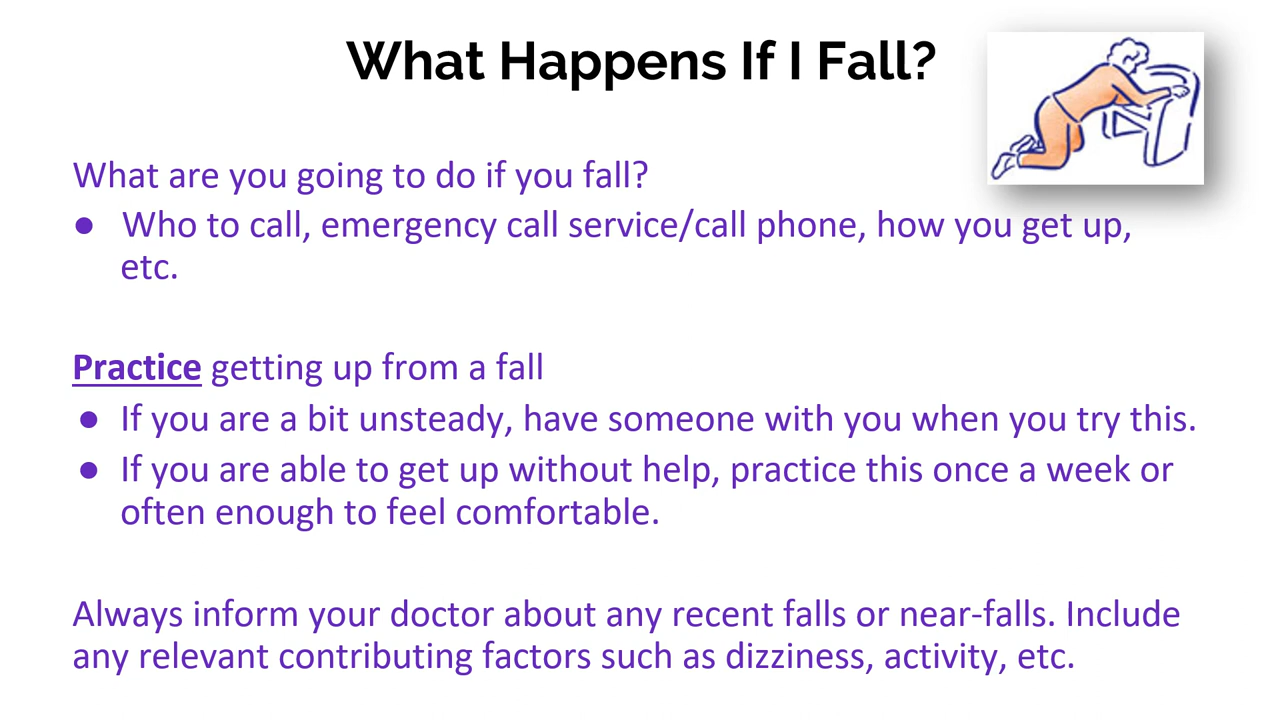 What Happens If I Fall?
What are you going to do if you fall?
● Who to call, emergency call service/call phone, how you get up,
etc.
Practice getting up from a fall
● If you are a bit unsteady, have someone with you when you try this.
● If you are able to get up without help, practice this once a week or
often enough to feel comfortable.
Always inform your doctor about any recent falls or near-falls. Include
any relevant contributing factors such as dizziness, activity, etc.